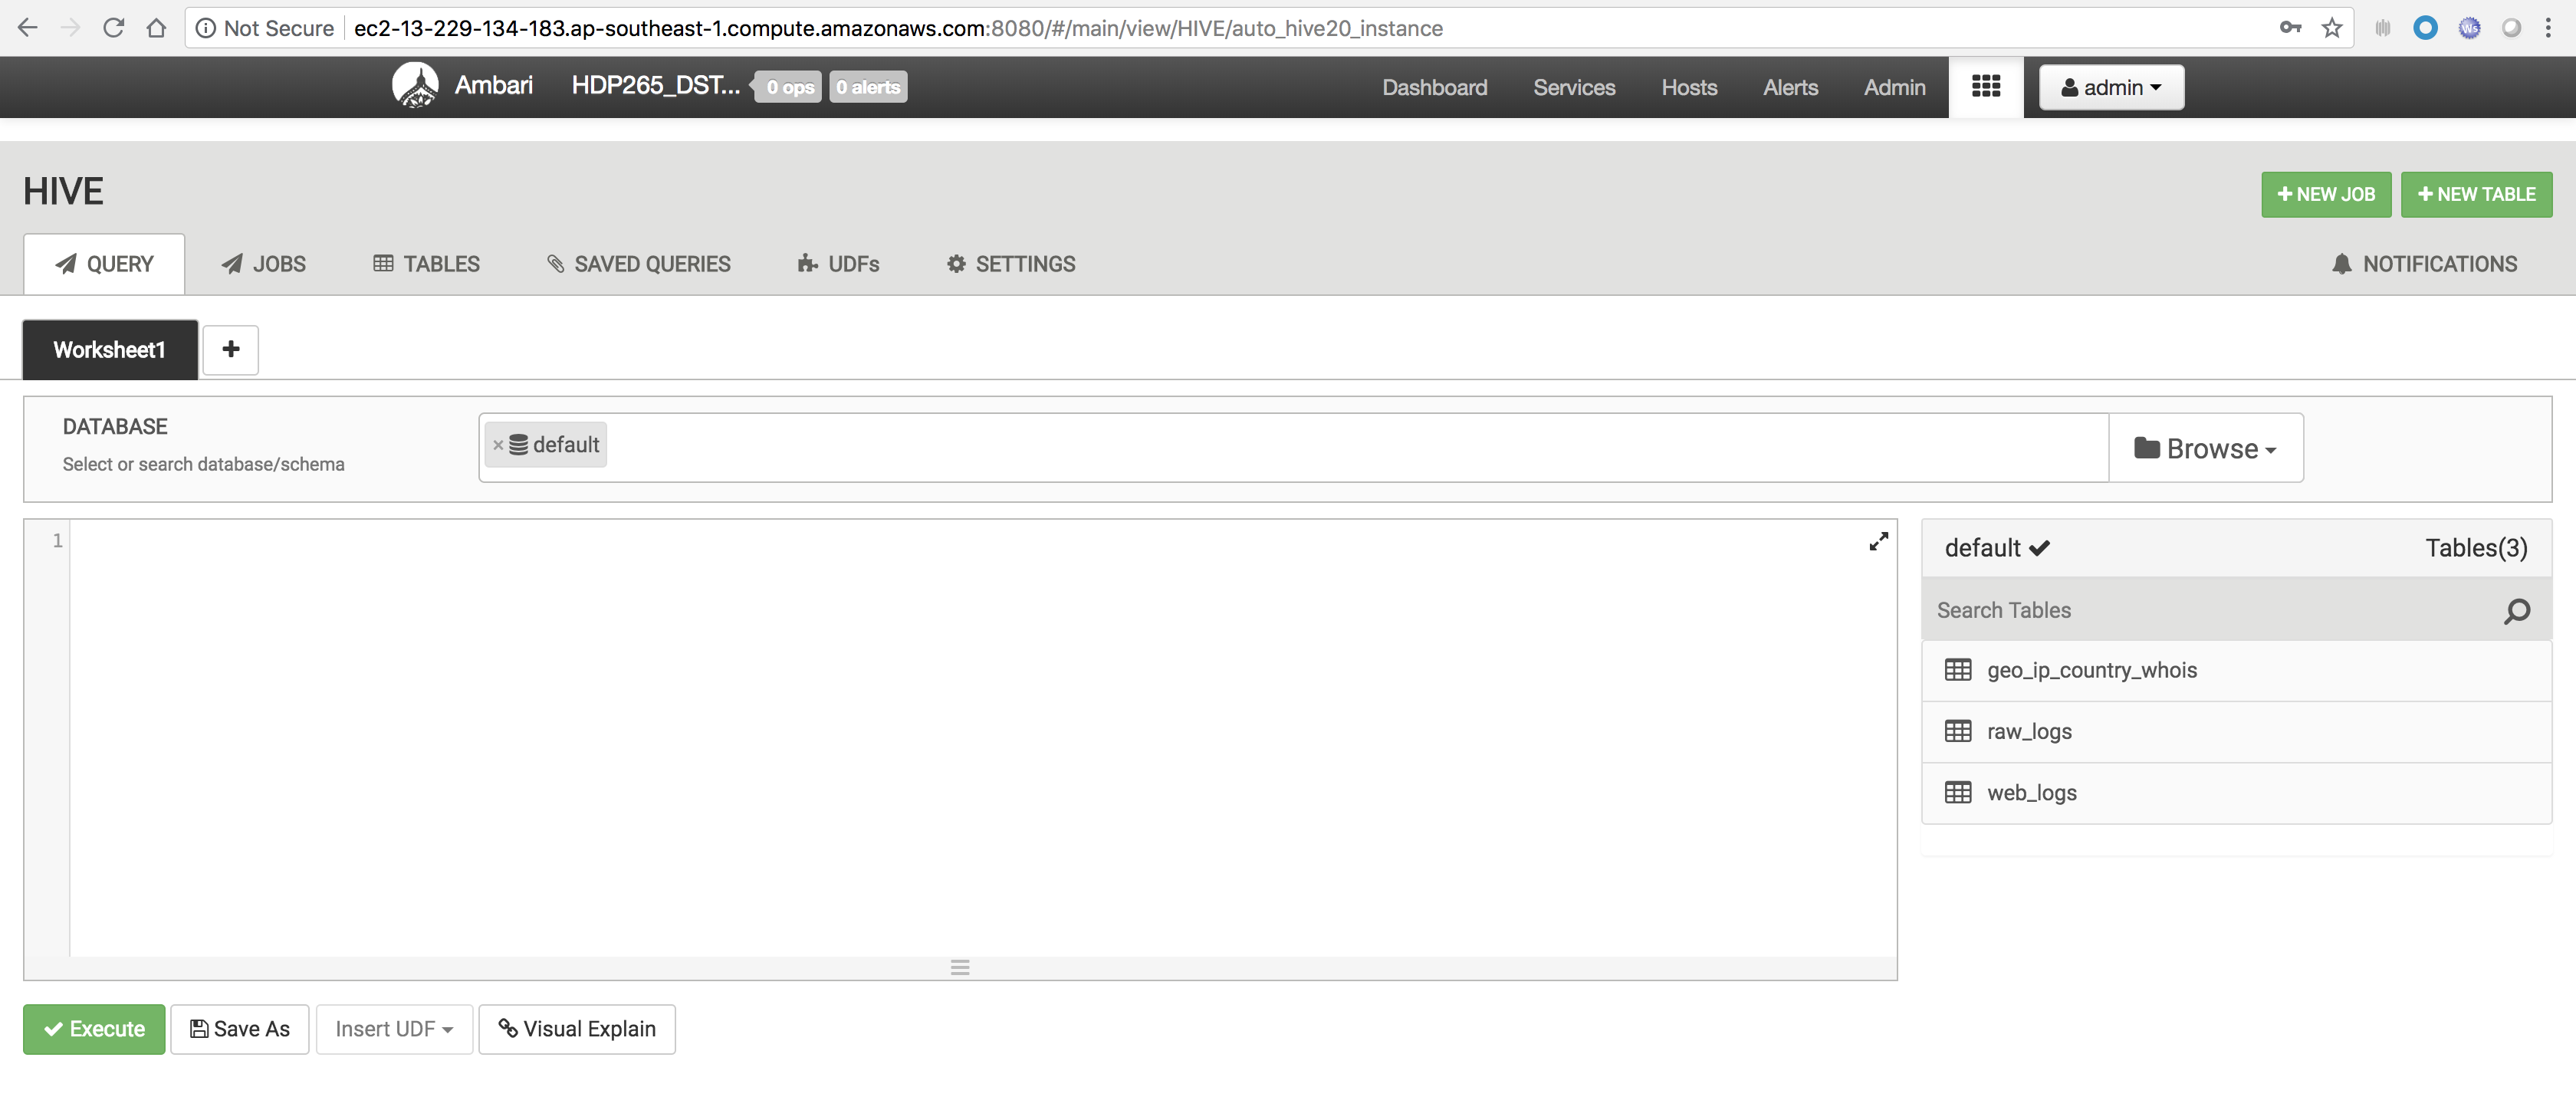 Not Secure ec2-13-229-134-183.ap-southeast-1.compute.amazonaws.com:8080/#/main/view/HIVE/auto_hive20_instance
Ws
Ambari HDP265_DST... 0 ops 0 alerts Dashboard Services Hosts Alerts Admin admin
HIVE
NEW JOB NEW TABLE
QUERY JOBS TABLES SAVED QUERIES UDFs SETTINGS NOTIFICATIONS
Worksheet1 +
DATABASE
Select or search database/schema
× default
Browse
1
default Tables(3)
Search Tables
geo_ip_country_whois
raw_logs
web_logs
Execute Save As Insert UDF Visual Explain